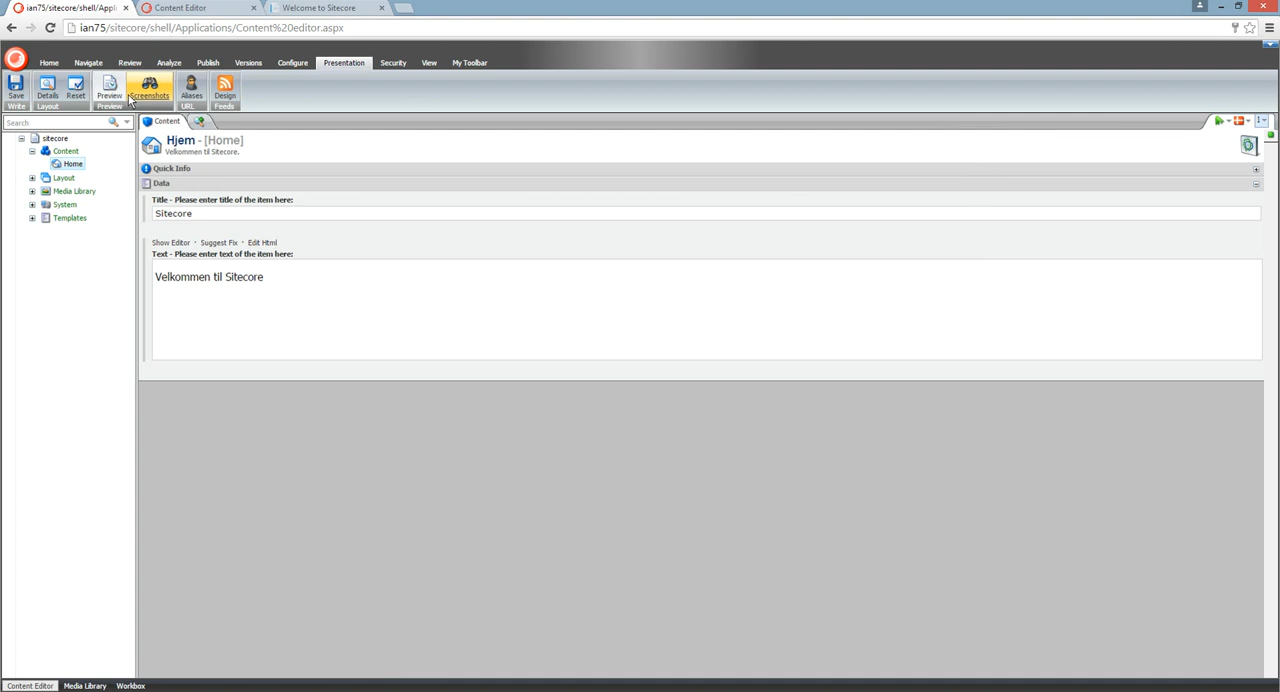 ian75/sitecore/shell/Appli Content Editor Welcome to Sitecore
ian75/sitecore/shell/Applications/Content%20editor.aspx
Home Navigate Review Analyze Publish Versions Configure Presentation Security View My Toolbar
Save Details Reset Preview Screenshots Aliases Design
Write Layout Preview URL Feeds
Search
Content
sitecore
Content
Home
Layout
Media Library
System
Templates
Hjem - [Home]
Velkommen til Sitecore.
Quick Info
Data
Title - Please enter title of the item here:
Sitecore
Show Editor · Suggest Fix · Edit Html
Text - Please enter text of the item here:
Velkommen til Sitecore
Content Editor Media Library Workbox